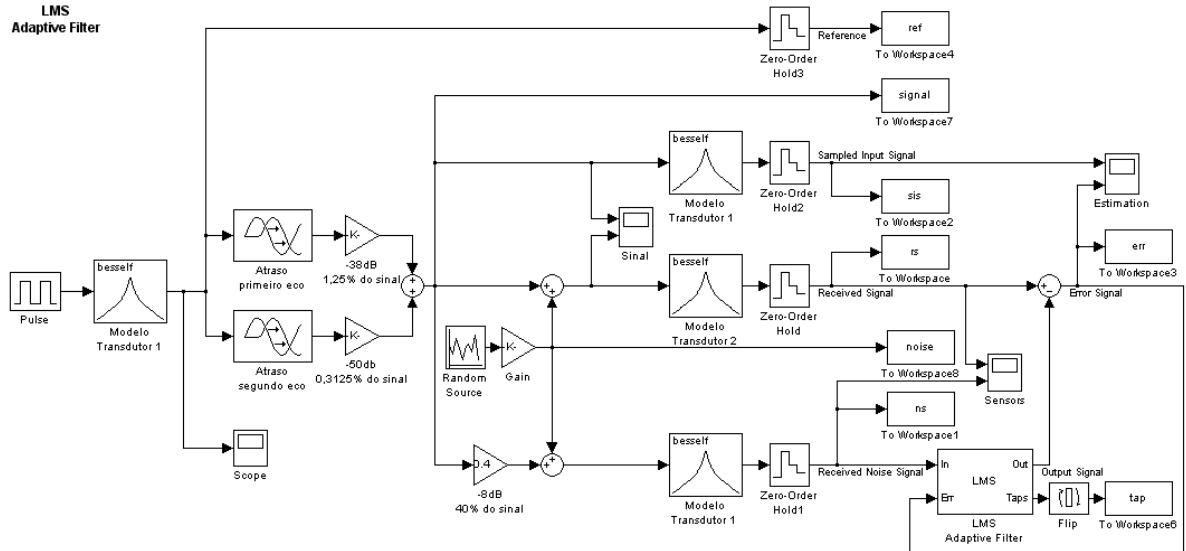 LMS
Adaptive Filter
Zero-Order
Hold3
Reference
ref
To Workspace4
signal
To Workspace7
besself
Modelo
Transdutor 1
Zero-Order
Hold2
Sampled Input Signal
sis
To Workspace2
Estimation
Sinal
Atraso
primeiro eco
K-
-38dB
1,25% do sinal
+
+
Pulse
besself
Modelo
Transdutor 1
Atraso
segundo eco
K-
-50db
0,3125% do sinal
+
+
besself
Modelo
Transdutor 2
Zero-Order
Hold
Received Signal
rs
To Workspace
+
−
Error Signal
err
To Workspace3
Random
Source
K-
Gain
noise
To Workspace8
Sensors
ns
To Workspace1
Scope
0.4
-8dB
40% do sinal
+
+
besself
Modelo
Transdutor 1
Zero-Order
Hold1
Received Noise Signal
In
Out
LMS
Err
Taps
LMS
Adaptive Filter
Output Signal
Flip
tap
To Workspace6